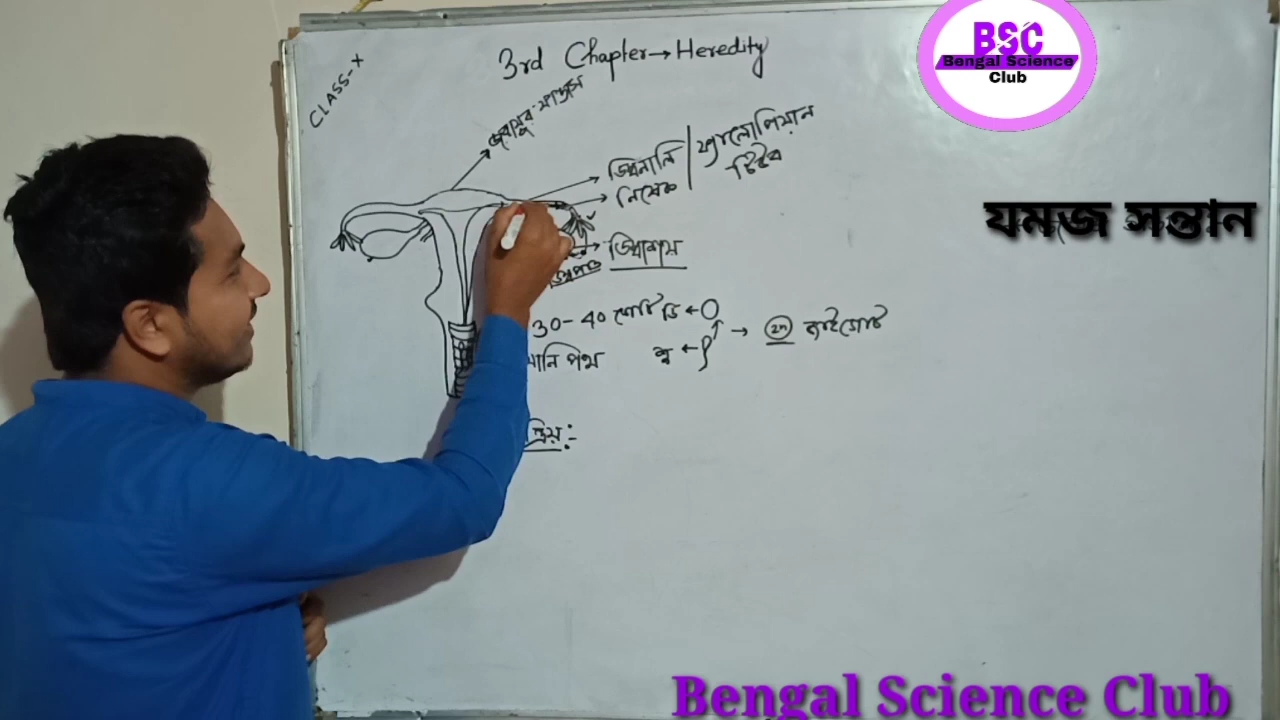 CLASS-X
3rd Chapter → Heredity
BSC
Bengal Science
Club
জরায়ুর
ডিম্বনালি | ফ্যালোপিয়ান
টিউব
নিষেক
ডিম্বাশয়
যমজ সন্তান
30-40 কোটি ডি ← O
শু ←
→ 2n জাইগোট
Bengal Science Club